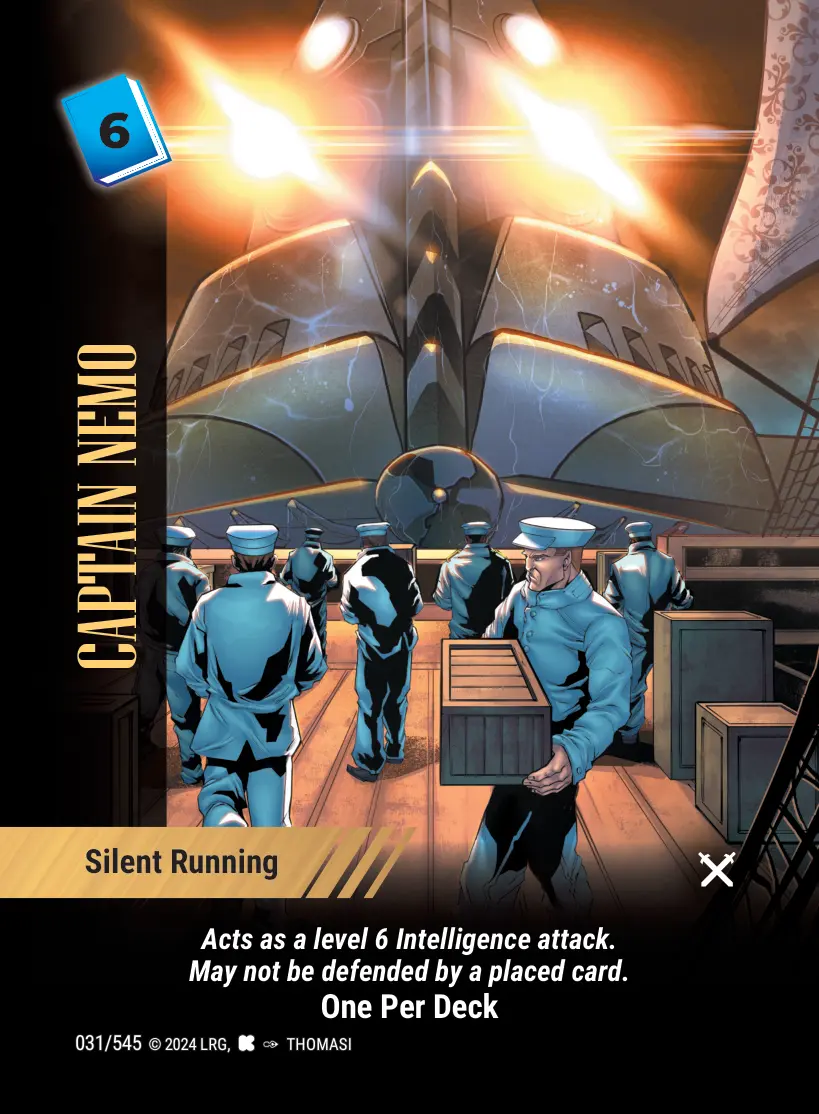 6
CAPTAIN NEMO
Silent Running
Acts as a level 6 Intelligence attack.
May not be defended by a placed card.
One Per Deck
031/545 © 2024 LRG, THOMASI